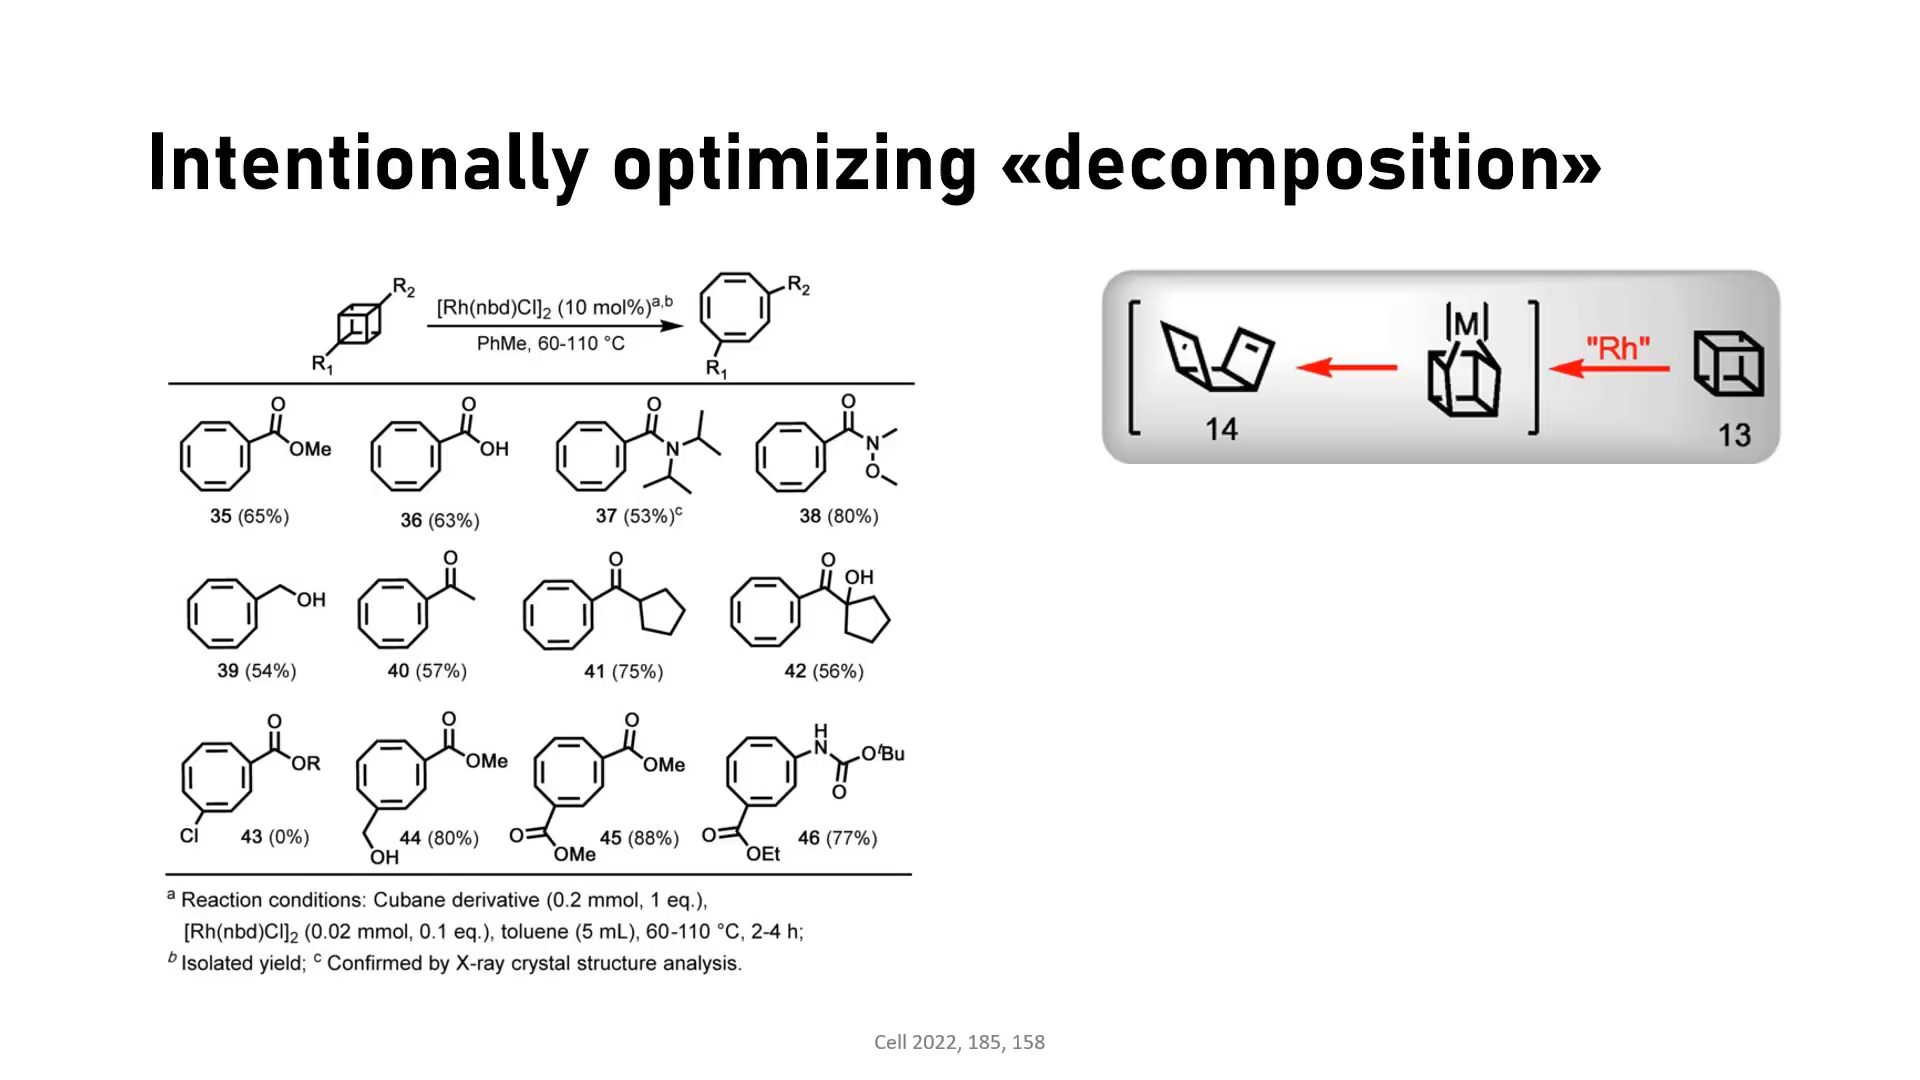 Intentionally optimizing «decomposition»
R2
[Rh(nbd)Cl]2 (10 mol%)a,b
PhMe, 60-110 °C
R1
R2
R1
O
OMe
35 (65%)
O
OH
36 (63%)
O
N
37 (53%)c
O
N
O
38 (80%)
OH
39 (54%)
O
40 (57%)
O
41 (75%)
O
OH
42 (56%)
O
OR
Cl
43 (0%)
O
OMe
OH
44 (80%)
O
OMe
O
OMe
45 (88%)
H
N
OtBu
O
O
OEt
46 (77%)
a Reaction conditions: Cubane derivative (0.2 mmol, 1 eq.),
[Rh(nbd)Cl]2 (0.02 mmol, 0.1 eq.), toluene (5 mL), 60-110 °C, 2-4 h;
b Isolated yield; c Confirmed by X-ray crystal structure analysis.
14
|M|
"Rh"
13
Cell 2022, 185, 158